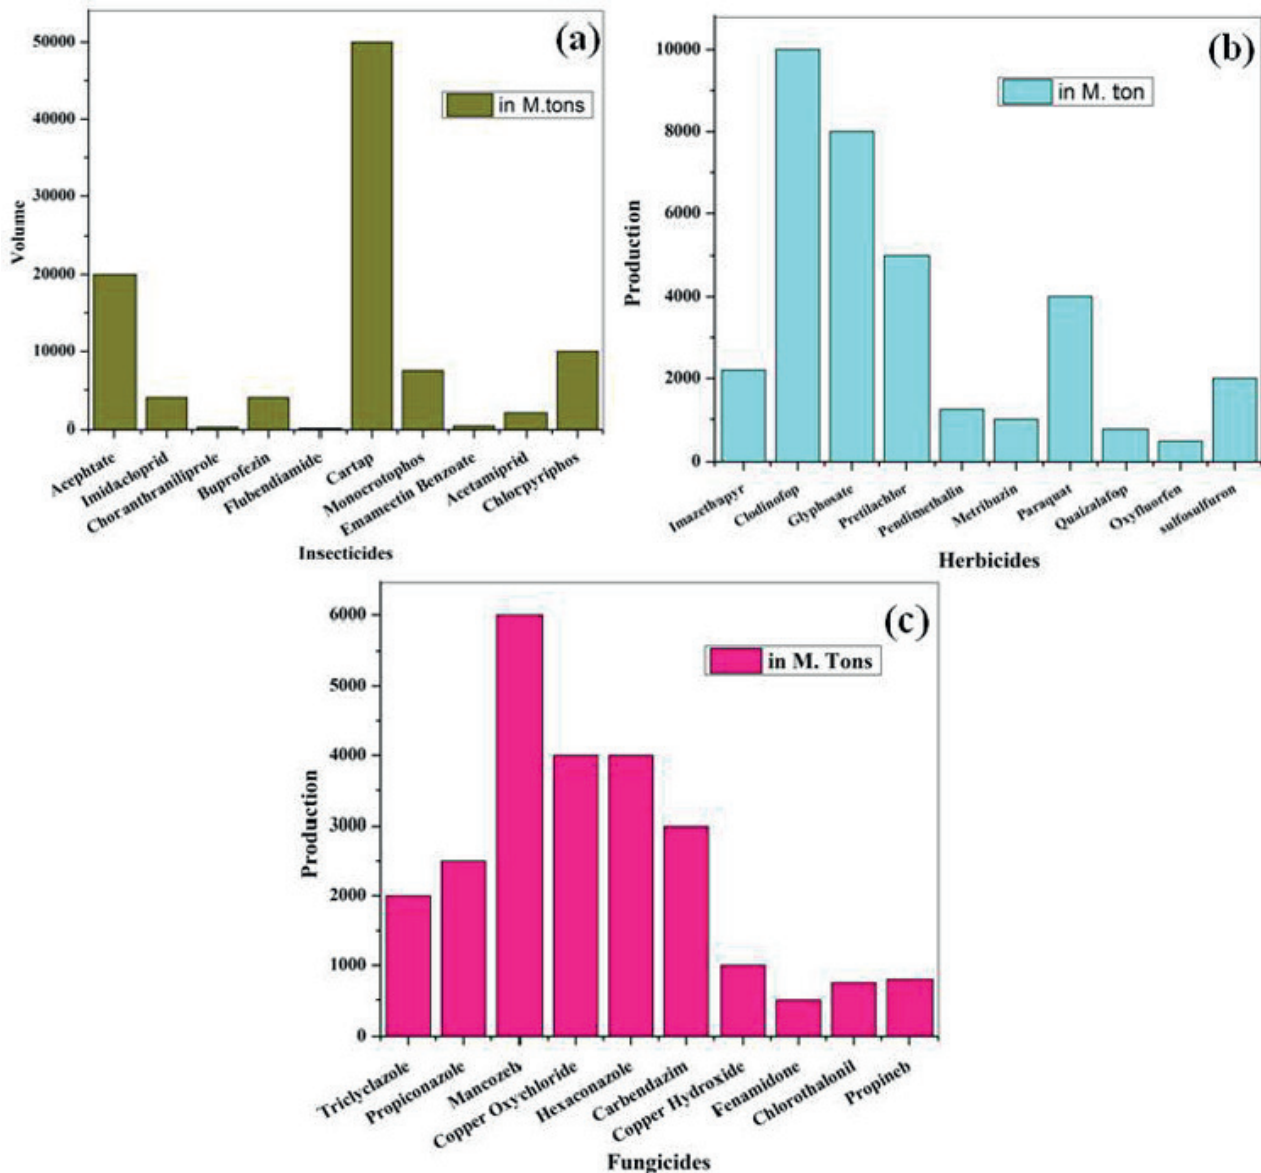 (a)
in M.tons
50000
40000
30000
20000
10000
0
Volume
Acephtate
Imidacloprid
Choranthraniliprole
Buprofezin
Flubendiamide
Cartap
Monocrotophos
Emamectin Benzoate
Acetamiprid
Chlorpyriphos
Insecticides
(b)
in M. ton
10000
8000
6000
4000
2000
0
Production
Imazethapyr
Clodinofop
Glyphosate
Pretilachlor
Pendimethalin
Metribuzin
Paraquat
Quaizalafop
Oxyfluorfen
sulfosulfuron
Herbicides
(c)
in M. Tons
6000
5000
4000
3000
2000
1000
0
Production
Triclyclazole
Propiconazole
Mancozeb
Copper Oxychloride
Hexaconazole
Carbendazim
Copper Hydroxide
Fenamidone
Chlorothalonil
Propineb
Fungicides